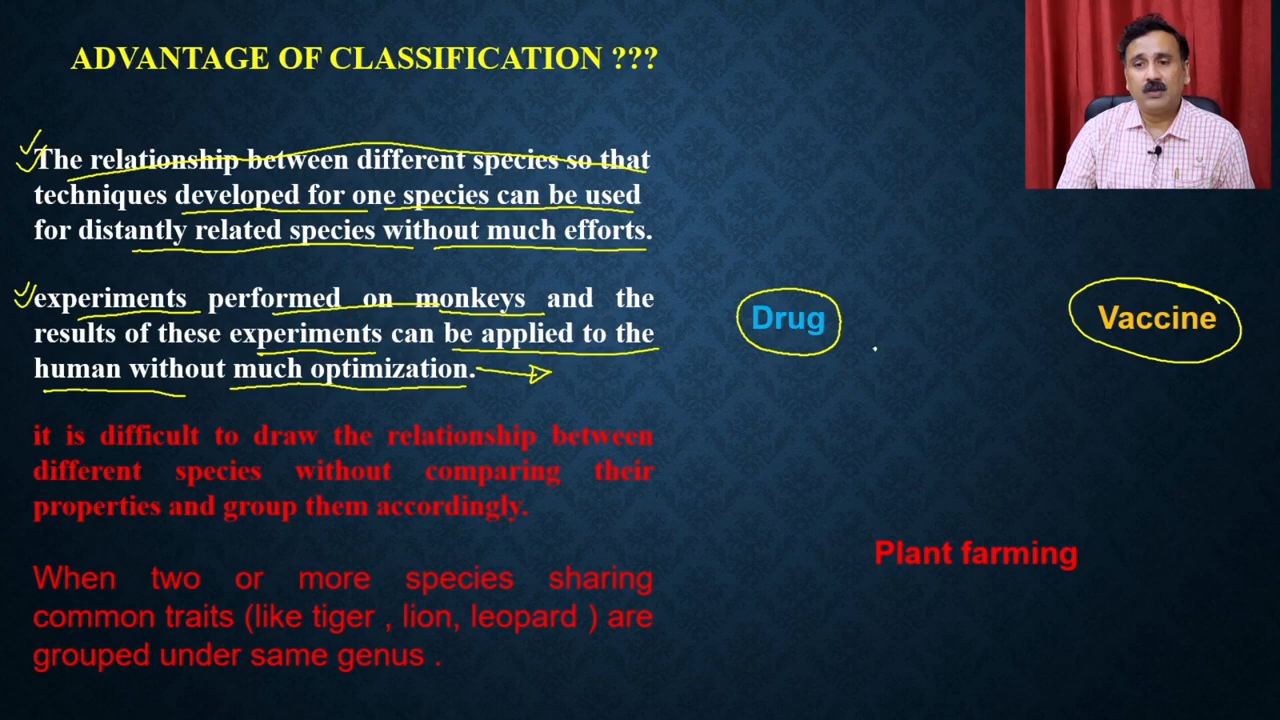 ADVANTAGE OF CLASSIFICATION ???
The relationship between different species so that
techniques developed for one species can be used
for distantly related species without much efforts.
experiments performed on monkeys and the
results of these experiments can be applied to the
human without much optimization.
it is difficult to draw the relationship between
different species without comparing their
properties and group them accordingly.
When two or more species sharing
common traits (like tiger , lion, leopard ) are
grouped under same genus .
Drug
Vaccine
Plant farming